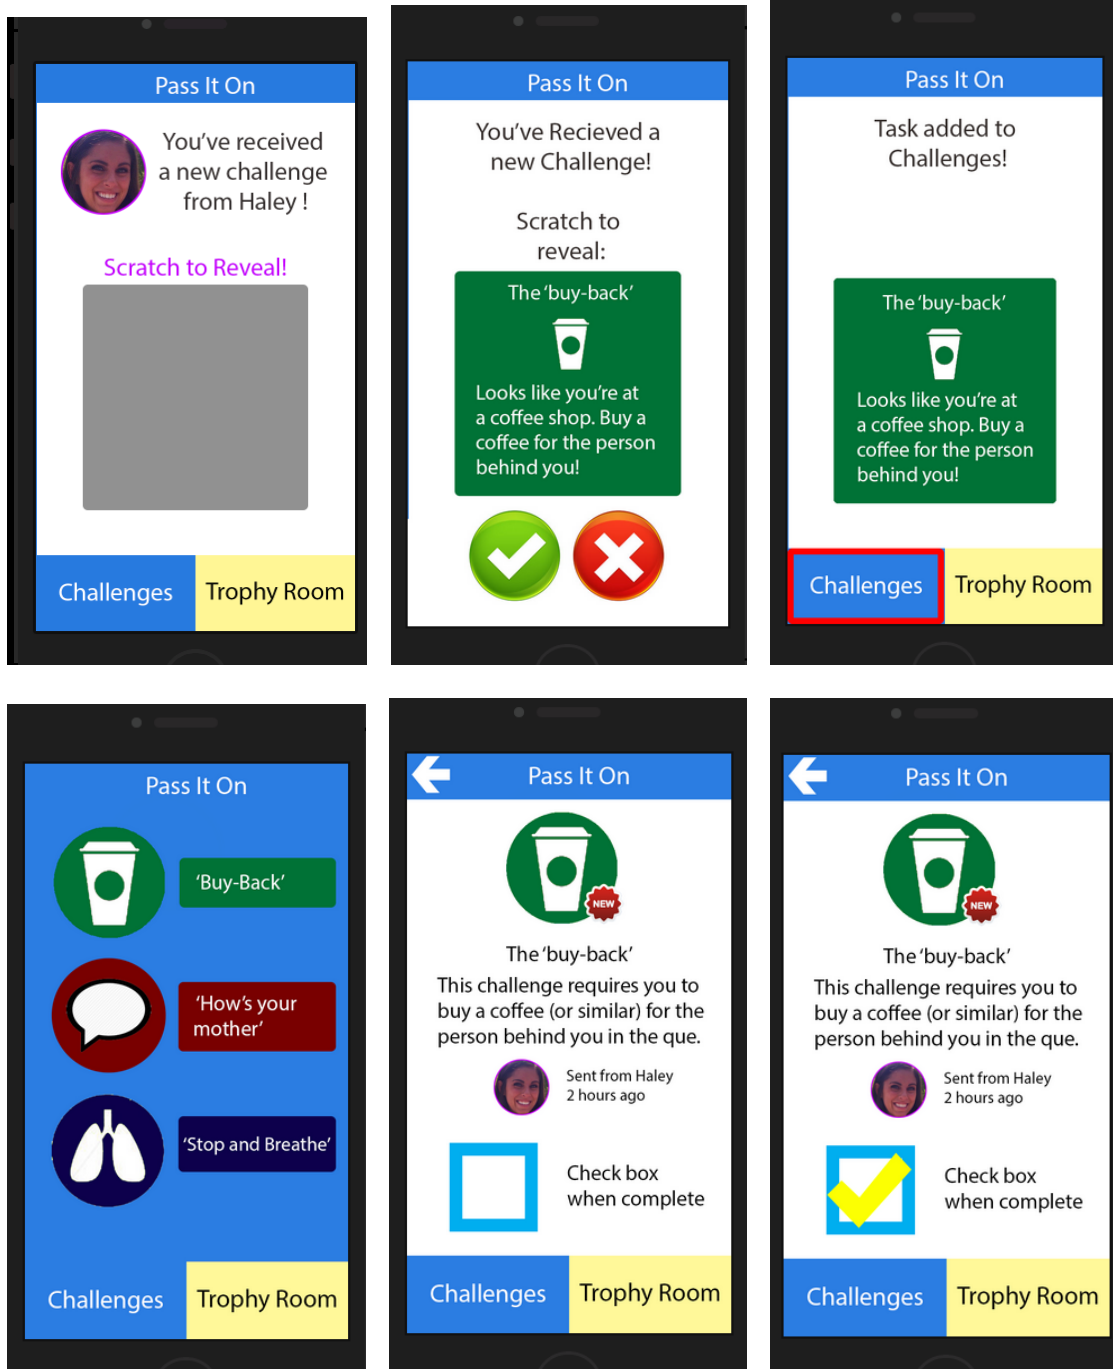 Pass It On
You've received
a new challenge
from Haley !
Scratch to Reveal!
Challenges
Trophy Room
Pass It On
You've Recieved a
new Challenge!
Scratch to
reveal:
The 'buy-back'
Looks like you're at
a coffee shop. Buy a
coffee for the person
behind you!
Pass It On
Task added to
Challenges!
The 'buy-back'
Looks like you're at
a coffee shop. Buy a
coffee for the person
behind you!
Challenges
Trophy Room
Pass It On
'Buy-Back'
'How's your
mother'
'Stop and Breathe'
Challenges
Trophy Room
Pass It On
NEW
The 'buy-back'
This challenge requires you to
buy a coffee (or similar) for the
person behind you in the que.
Sent from Haley
2 hours ago
Check box
when complete
Challenges
Trophy Room
Pass It On
NEW
The 'buy-back'
This challenge requires you to
buy a coffee (or similar) for the
person behind you in the que.
Sent from Haley
2 hours ago
Check box
when complete
Challenges
Trophy Room